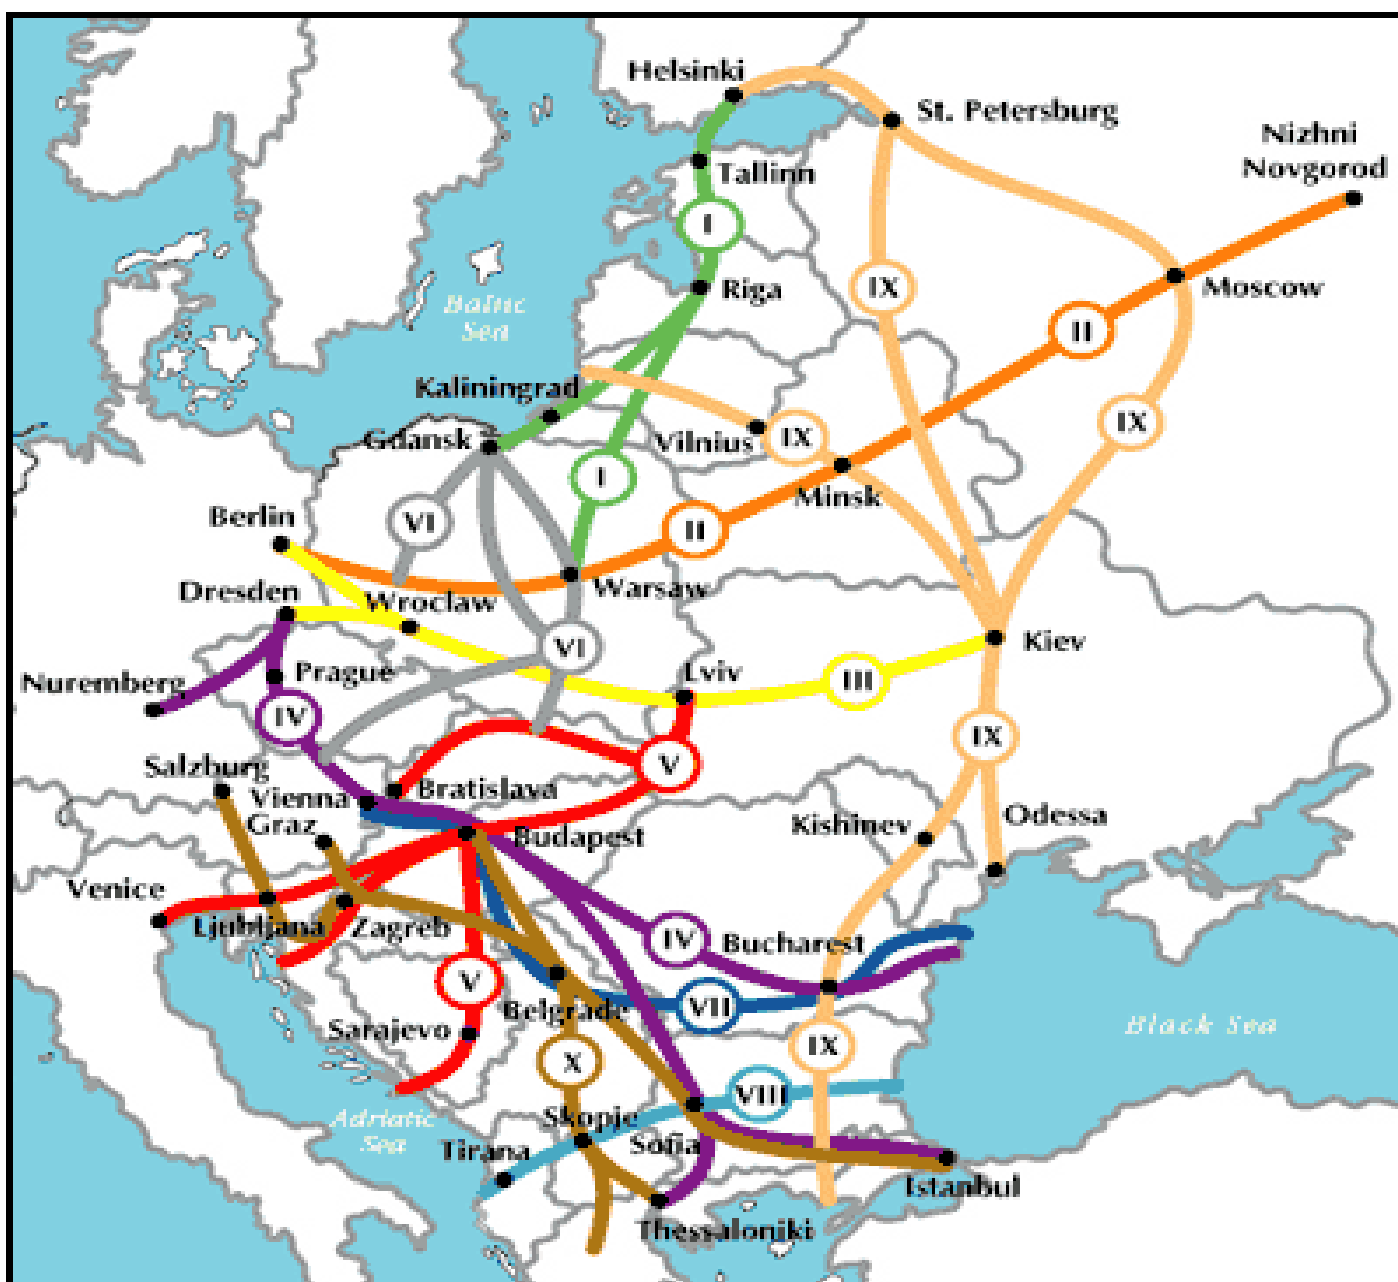 Helsinki
St. Petersburg
Nizhni
Novgorod
Tallinn
I
Riga
IX
Moscow
II
Baltic
Sea
Kaliningrad
Gdansk
Vilnius
IX
IX
I
Minsk
VI
Berlin
II
Dresden
Wroclaw
Warsaw
VI
Kiev
Nuremberg
Prague
Lviv
III
IV
IX
Salzburg
V
Vienna
Bratislava
Graz
Budapest
Kishinev
Odessa
Venice
Ljubljana
Zagreb
IV
Bucharest
V
Belgrade
VII
Sarajevo
Black Sea
IX
X
VIII
Adriatic
Sea
Skopje
Tirana
Sofia
Istanbul
Thessaloniki